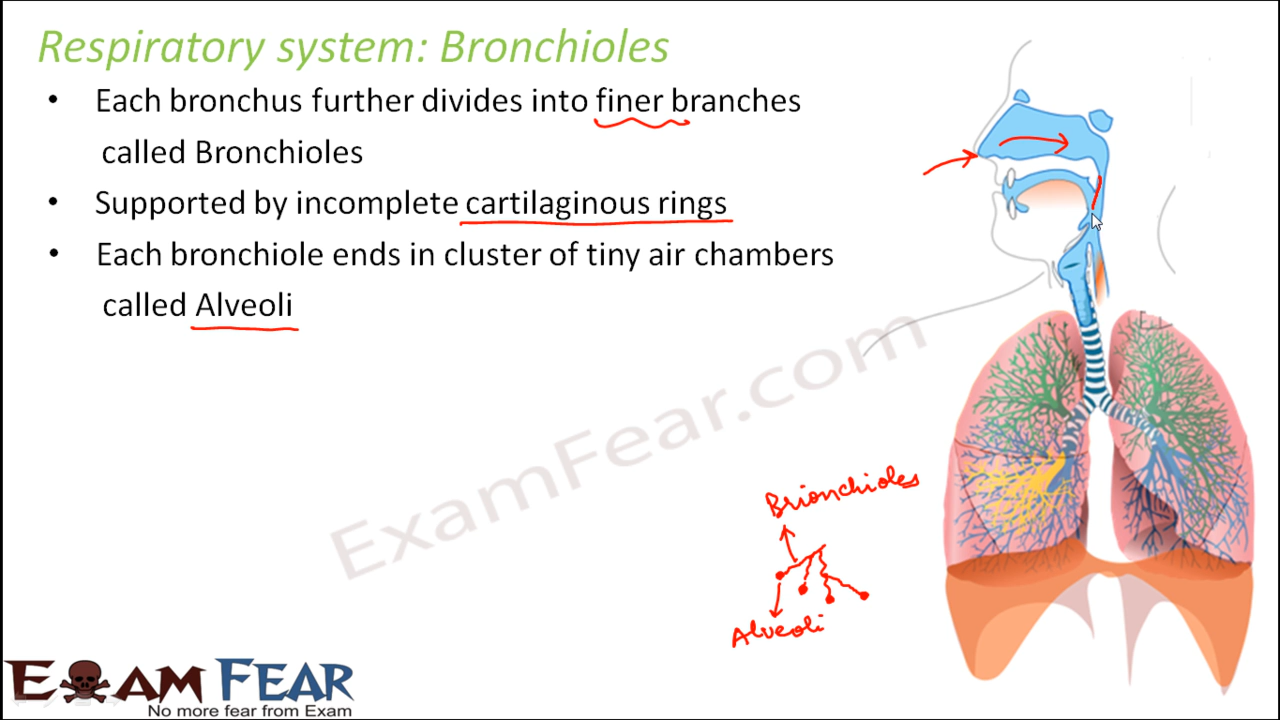 Respiratory system: Bronchioles
• Each bronchus further divides into finer branches
called Bronchioles
• Supported by incomplete cartilaginous rings
• Each bronchiole ends in cluster of tiny air chambers
called Alveoli
ExamFear.com
Brionchioles
Alveoli
EXAM FEAR
No more fear from Exam